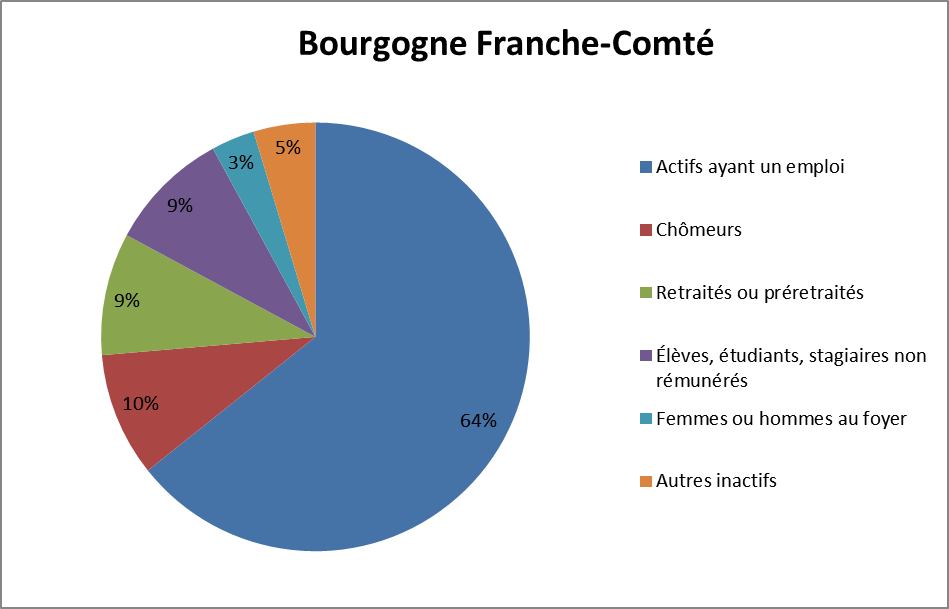 Bourgogne Franche-Comté
5%
3%
9%
9%
10%
64%
Actifs ayant un emploi
Chômeurs
Retraités ou préretraités
Élèves, étudiants, stagiaires non
rémunérés
Femmes ou hommes au foyer
Autres inactifs